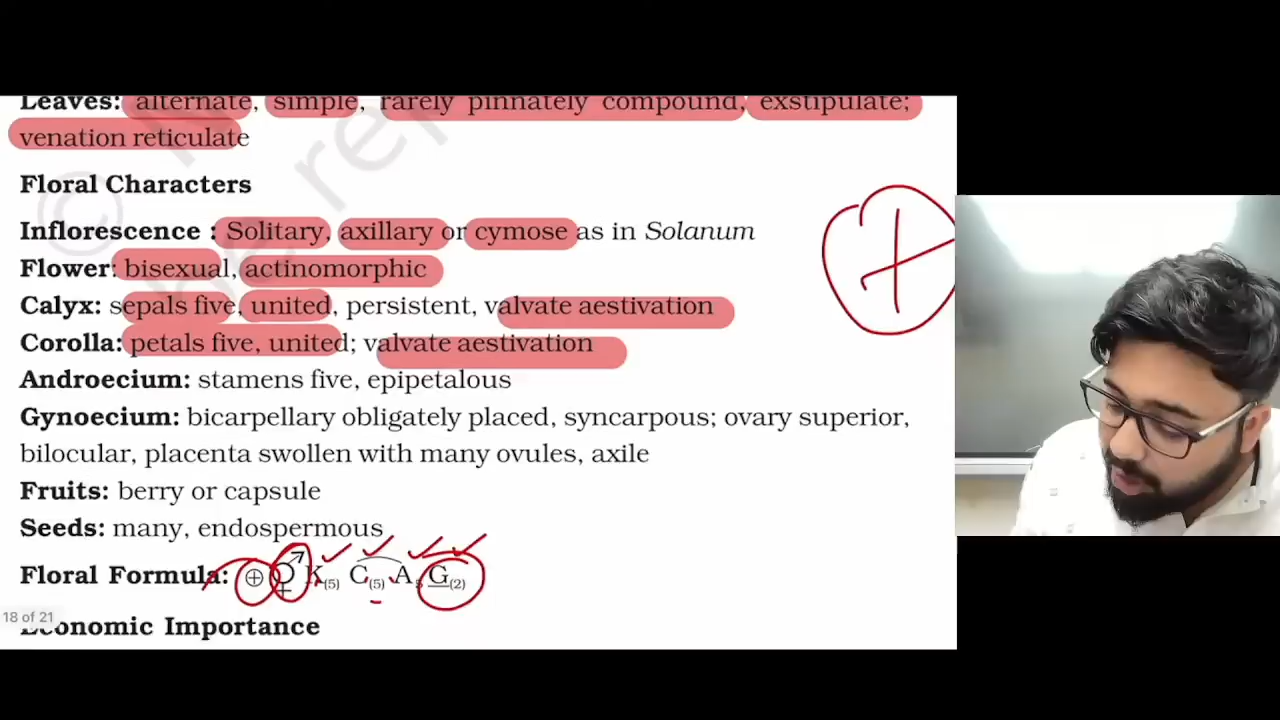 Leaves: alternate, simple, rarely pinnately compound, exstipulate;
venation reticulate
Floral Characters
Inflorescence : Solitary, axillary or cymose as in Solanum
Flower: bisexual, actinomorphic
Calyx: sepals five, united, persistent, valvate aestivation
Corolla: petals five, united; valvate aestivation
Androecium: stamens five, epipetalous
Gynoecium: bicarpellary obligately placed, syncarpous; ovary superior,
bilocular, placenta swollen with many ovules, axile
Fruits: berry or capsule
Seeds: many, endospermous
Floral Formula: ⊕ ⚥ K(5) C(5) A5 G(2)
18 of 21
Economic Importance